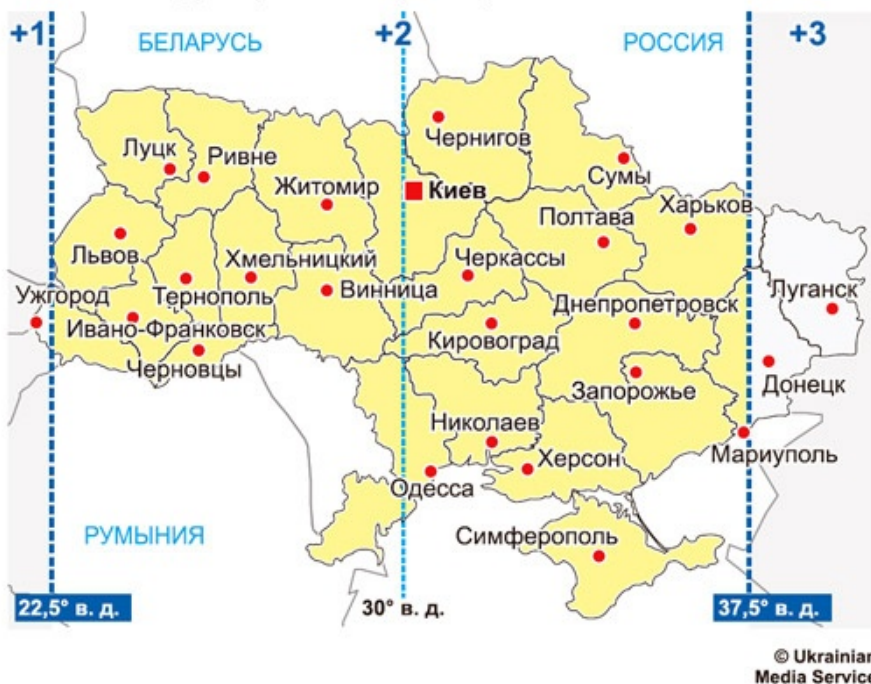 +1
БЕЛАРУСЬ
+2
РОССИЯ
+3
Чернигов
Луцк
Ривне
Сумы
Житомир
Киев
Полтава
Харьков
Львов
Хмельницкий
Черкассы
Ужгород
Тернополь
Винница
Днепропетровск
Луганск
Ивано-Франковск
Кировоград
Черновцы
Запорожье
Донецк
Николаев
Мариуполь
Херсон
Одесса
РУМЫНИЯ
Симферополь
22,5° в. д.
30° в. д.
37,5° в. д.
© Ukrainian
Media Service